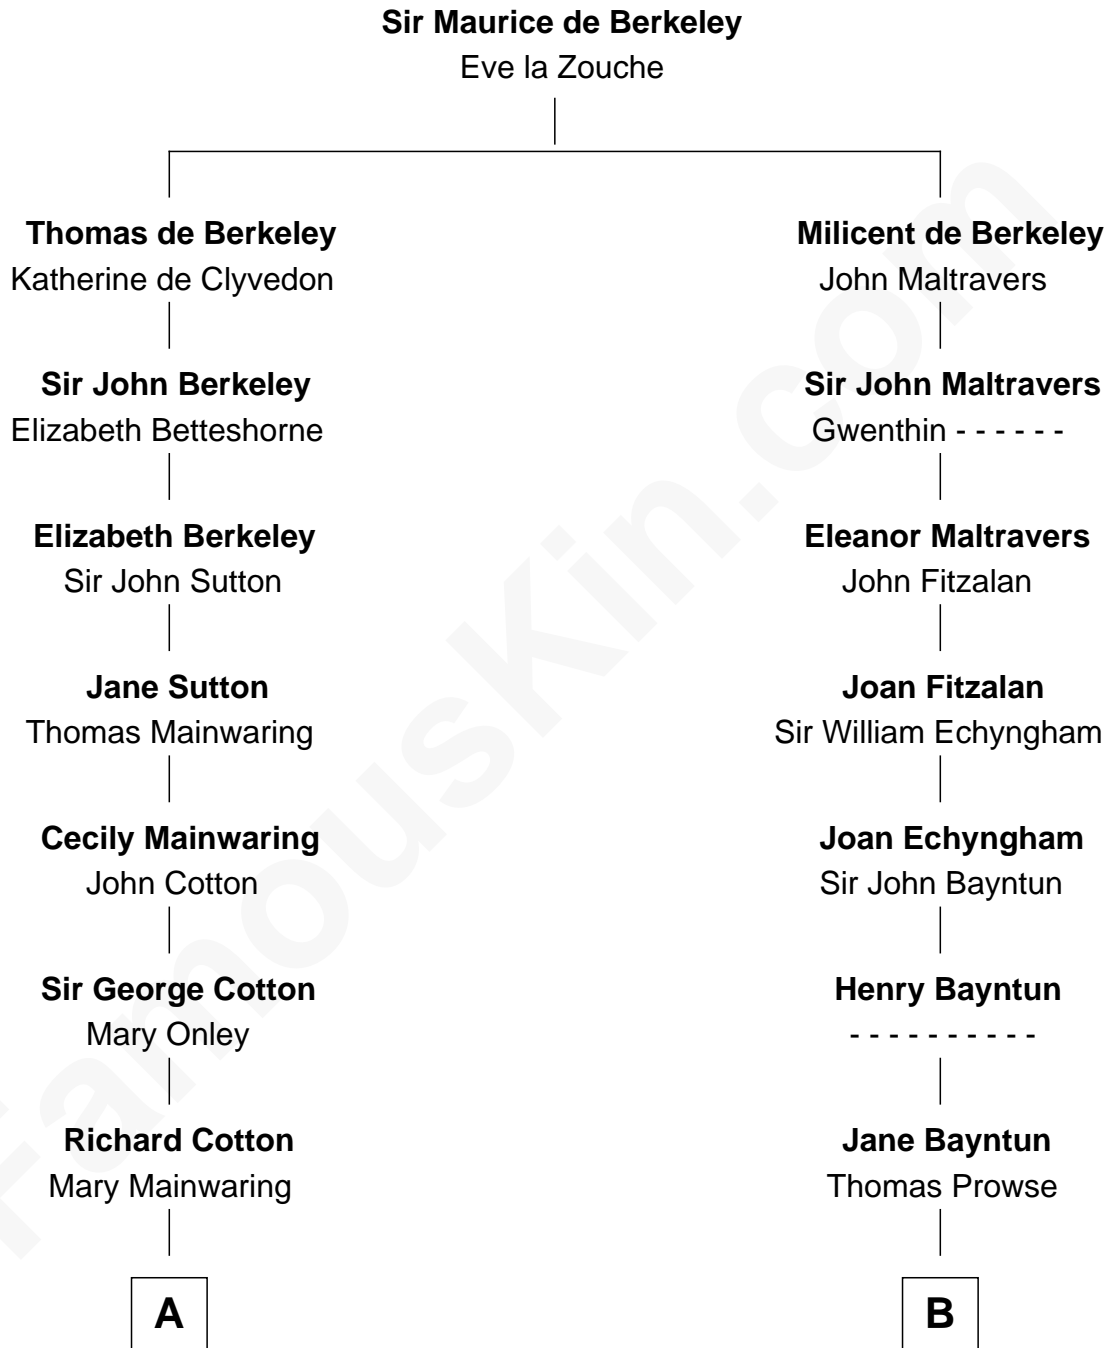 Sir Maurice de Berkeley
Eve la Zouche
Thomas de Berkeley
Katherine de Clyvedon
Sir John Berkeley
Elizabeth Betteshorne
Elizabeth Berkeley
Sir John Sutton
Jane Sutton
Thomas Mainwaring
Cecily Mainwaring
John Cotton
Sir George Cotton
Mary Onley
Richard Cotton
Mary Mainwaring
A
Milicent de Berkeley
John Maltravers
Sir John Maltravers
Gwenthin - - - - - -
Eleanor Maltravers
John Fitzalan
Joan Fitzalan
Sir William Echyngham
Joan Echyngham
Sir John Bayntun
Henry Bayntun
- - - - - - - - - -
Jane Bayntun
Thomas Prowse
B
FamousKin.com